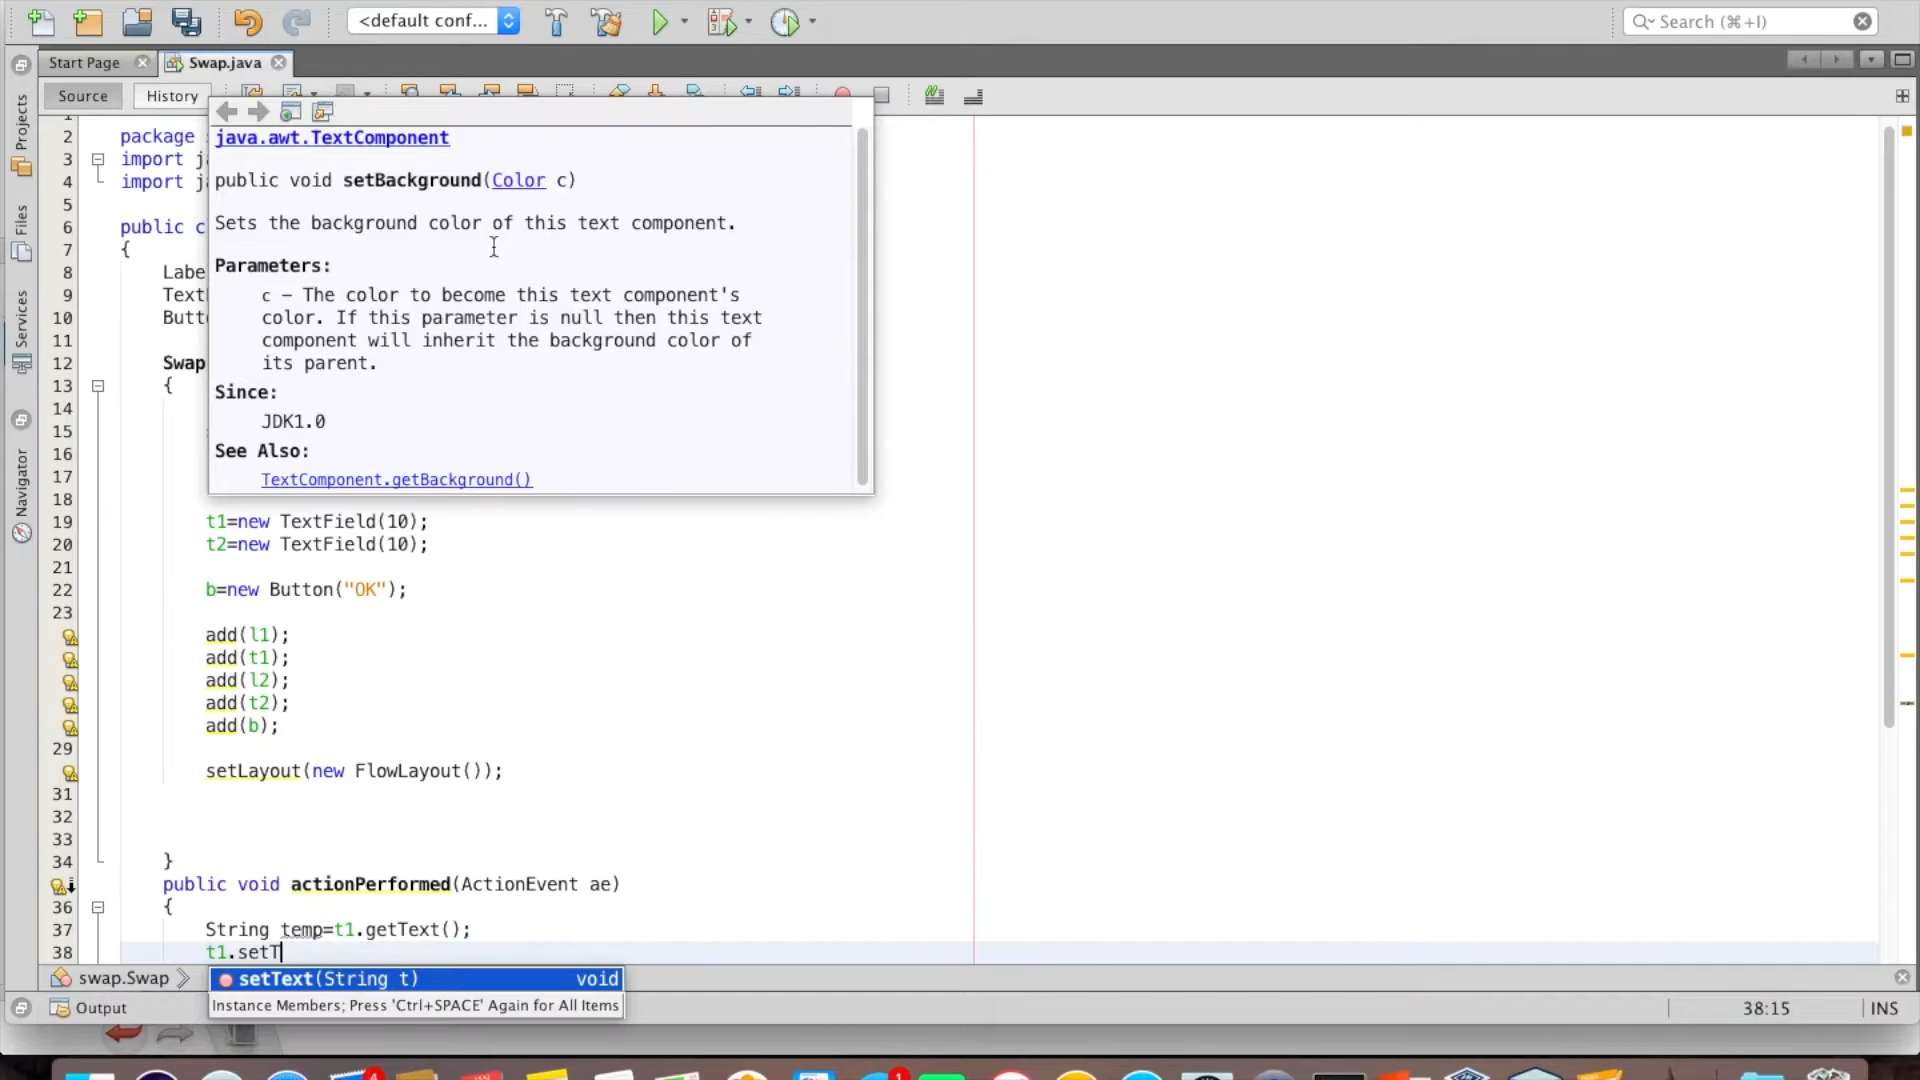 <default conf...
Search (⌘+I)
Start Page
Swap.java
Source
History
Projects
Files
Services
Navigator
java.awt.TextComponent
public void setBackground(Color c)
Sets the background color of this text component.
Parameters:
c - The color to become this text component's
color. If this parameter is null then this text
component will inherit the background color of
its parent.
Since:
JDK1.0
See Also:
TextComponent.getBackground()
2 package
3 import j
4 import j
5
6 public c
7 {
8 Labe
9 Text
10 Butt
11
12 Swap
13 {
14
15
16
17
18
19 t1=new TextField(10);
20 t2=new TextField(10);
21
22 b=new Button("OK");
23
add(l1);
add(t1);
add(l2);
add(t2);
add(b);
29
setLayout(new FlowLayout());
31
32
33
34 }
public void actionPerformed(ActionEvent ae)
36 {
37 String temp=t1.getText();
38 t1.setT
swap.Swap
setText(String t) void
Instance Members; Press 'Ctrl+SPACE' Again for All Items
Output
38:15
INS
4
1